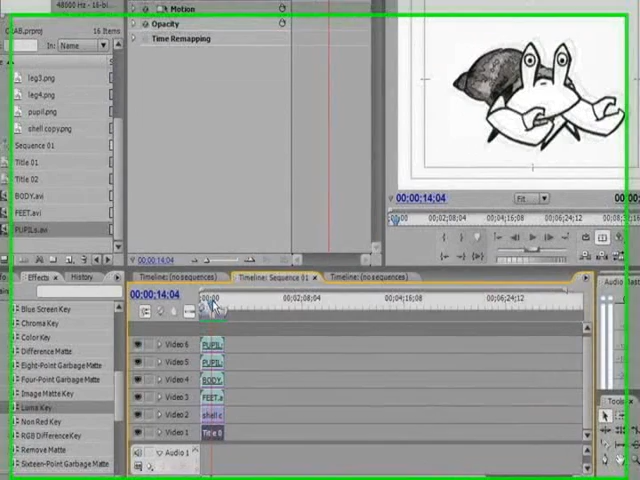 48000 Hz - 16-bi...
Motion
Opacity
Time Remapping
16 Items
In: Name
leg3.png
leg4.png
pupil.png
shell copy.png
Sequence 01
Title 01
Title 02
BODY.avi
FEET.avi
PUPILs.avi
00;00;14;04
00;00;14;04
Fit
00;00
00;02;08;04
00;04;16;08
00;06;24;12
Effects
History
Timeline: (no sequences)
Timeline: Sequence 01
Timeline: (no sequences)
00;00;14;04
;00;00
00;02;08;04
00;04;16;08
00;06;24;12
Blue Screen Key
Chroma Key
Color Key
Difference Matte
Eight-Point Garbage Matte
Four-Point Garbage Matte
Image Matte Key
Luma Key
Non Red Key
RGB Difference Key
Remove Matte
Sixteen-Point Garbage Matte
Video 6
PUPIL
Video 5
PUPIL
Video 4
BODY.
Video 3
FEET.a
Video 2
shell c
Video 1
Title 0
Audio 1
Audio Mast
Tools